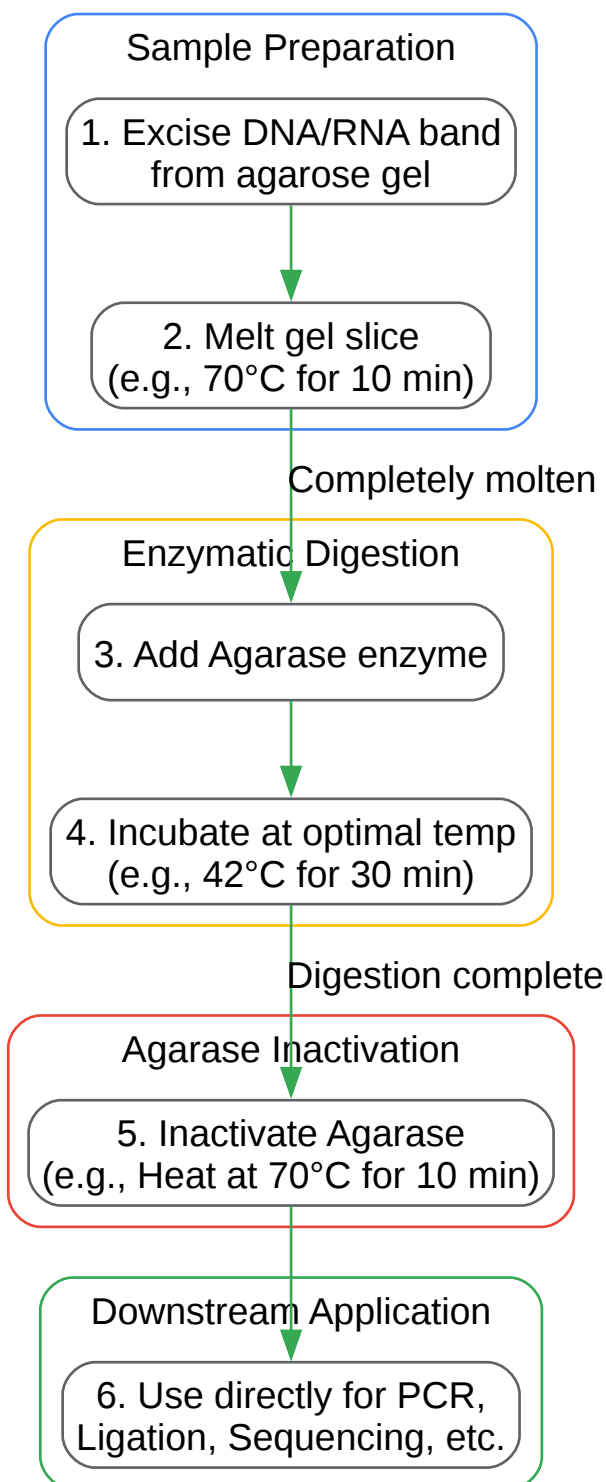 Sample Preparation
1. Excise DNA/RNA band
from agarose gel
2. Melt gel slice
(e.g., 70°C for 10 min)
Completely molten
Enzymatic Digestion
3. Add Agarase enzyme
4. Incubate at optimal temp
(e.g., 42°C for 30 min)
Digestion complete
Agarase Inactivation
5. Inactivate Agarase
(e.g., Heat at 70°C for 10 min)
Downstream Application
6. Use directly for PCR,
Ligation, Sequencing, etc.